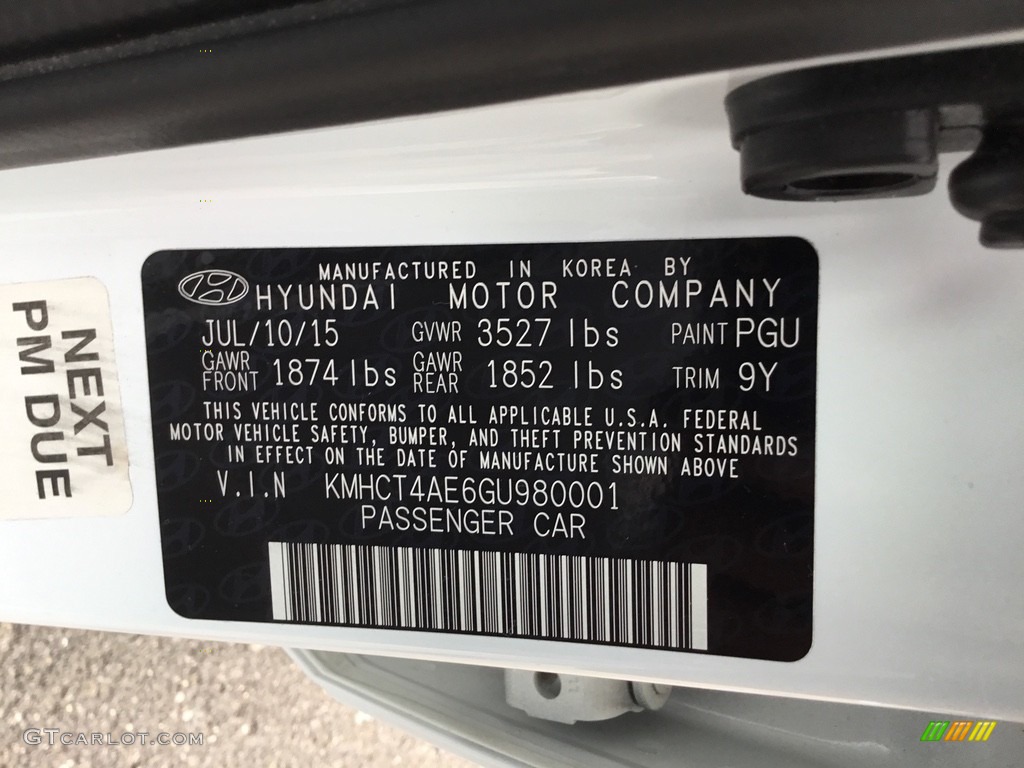 MANUFACTURED IN KOREA BY
HYUNDAI MOTOR COMPANY
JUL/10/15 GVWR 3527 lbs PAINT PGU
GAWR FRONT 1874 lbs GAWR REAR 1852 lbs TRIM 9Y
THIS VEHICLE CONFORMS TO ALL APPLICABLE U.S.A. FEDERAL
MOTOR VEHICLE SAFETY, BUMPER, AND THEFT PREVENTION STANDARDS
IN EFFECT ON THE DATE OF MANUFACTURE SHOWN ABOVE
V.I.N KMHCT4AE6GU980001
PASSENGER CAR
NEXT
PM DUE
GTCARLOT.COM